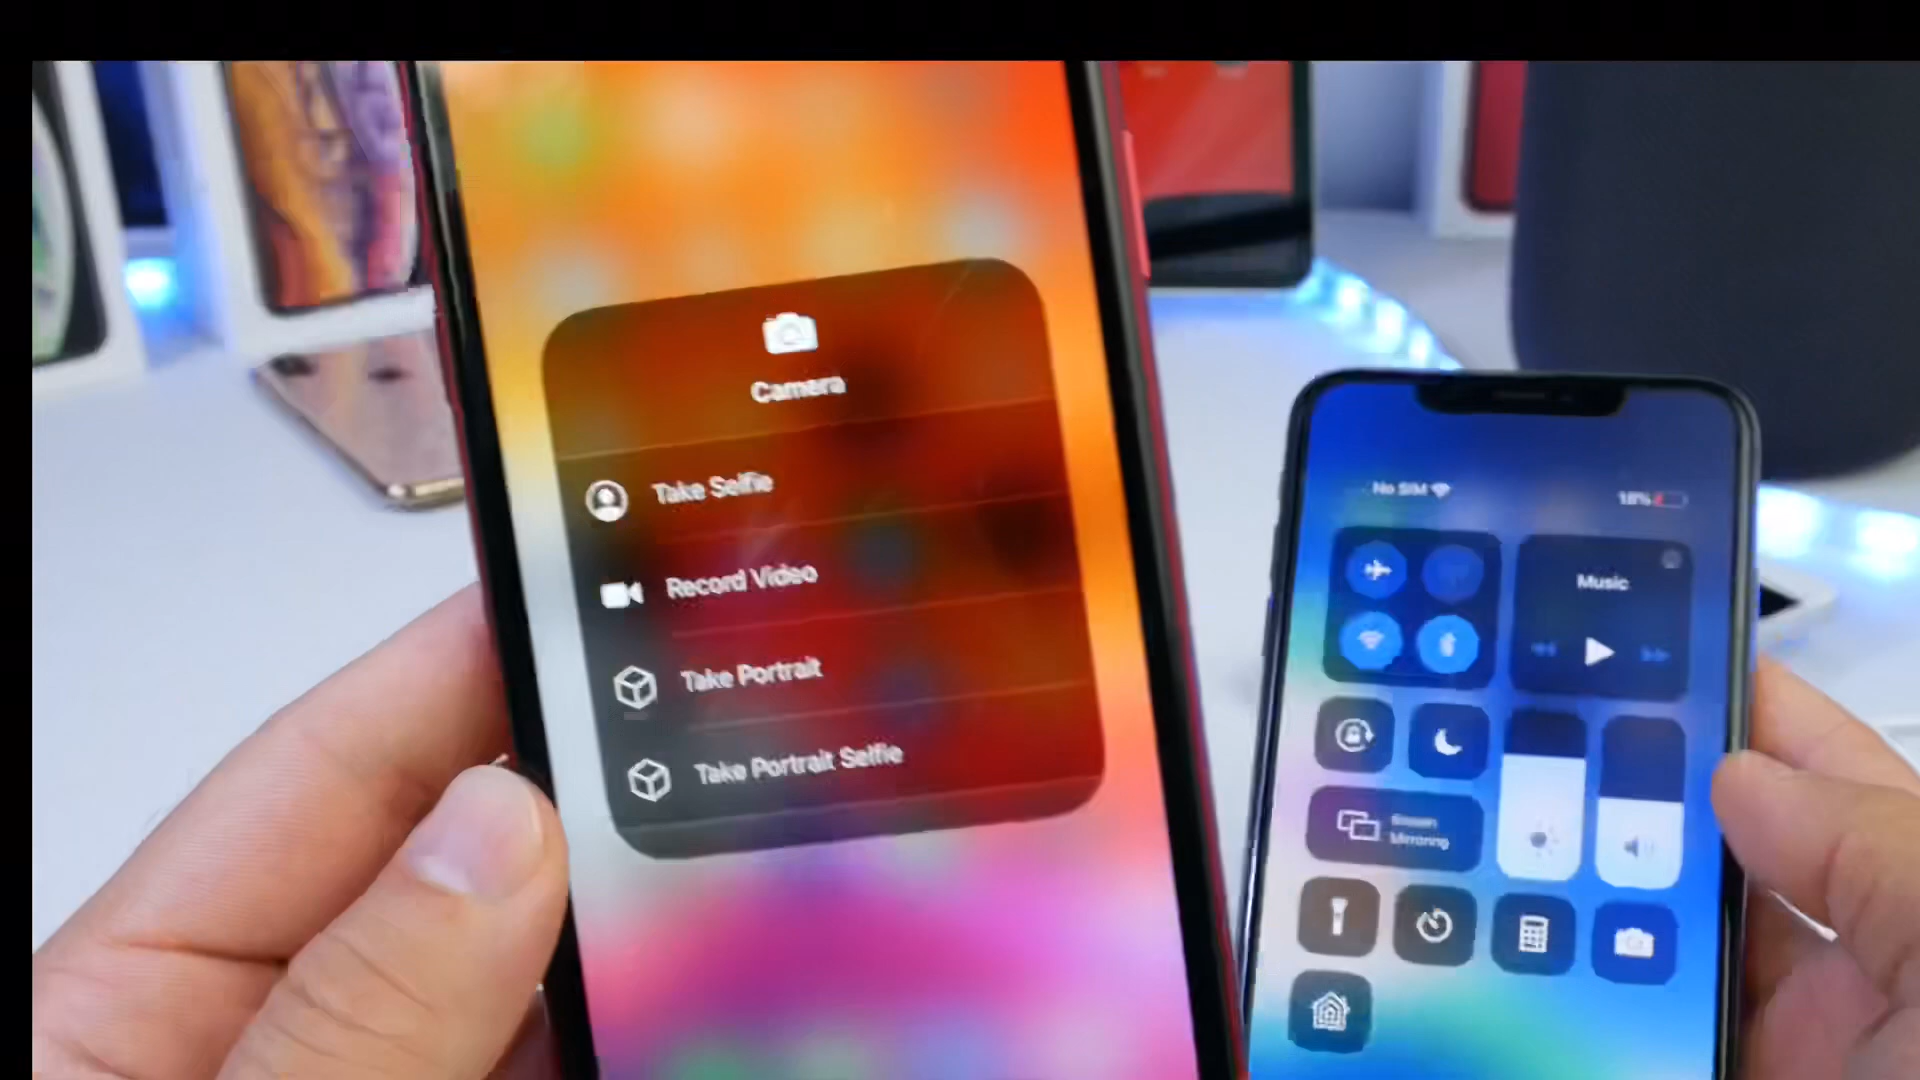 Camera
Take Selfie
Record Video
Take Portrait
Take Portrait Selfie
No SIM
18%
Music
Screen
Mirroring